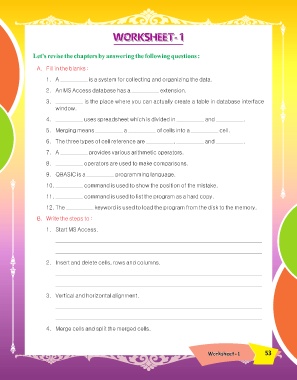 WORKSHEET- 1
Let's revise the chapters by answering the following questions :
A. Fill in the blanks :
1. A __________ is a system for collecting and organizing the data.
2. An MS Access database has a __________ extension.
3. __________ is the place where you can actually create a table in database interface
window.
4. __________ uses spreadsheet which is divided in __________ and __________
5. Merging means __________ a __________ of cells into a __________ cell.
6. The three types of cell reference are __________, __________ and __________
7. A __________ provides various arithmetic operators.
8. __________ operators are used to make comparisons.
9. QBASIC is a __________ programming language.
10. __________ command is used to show the position of the mistake.
11. __________ command is used to list the program as a hard copy.
12. The __________ keyword is used to load the program from the disk to the memory.
B. Write the steps to :
1. Start MS Access.
2. Insert and delete cells, rows and columns.
3. Vertical and horizontal alignment.
4. Merge cells and split the merged cells.
Worksheet-1 53